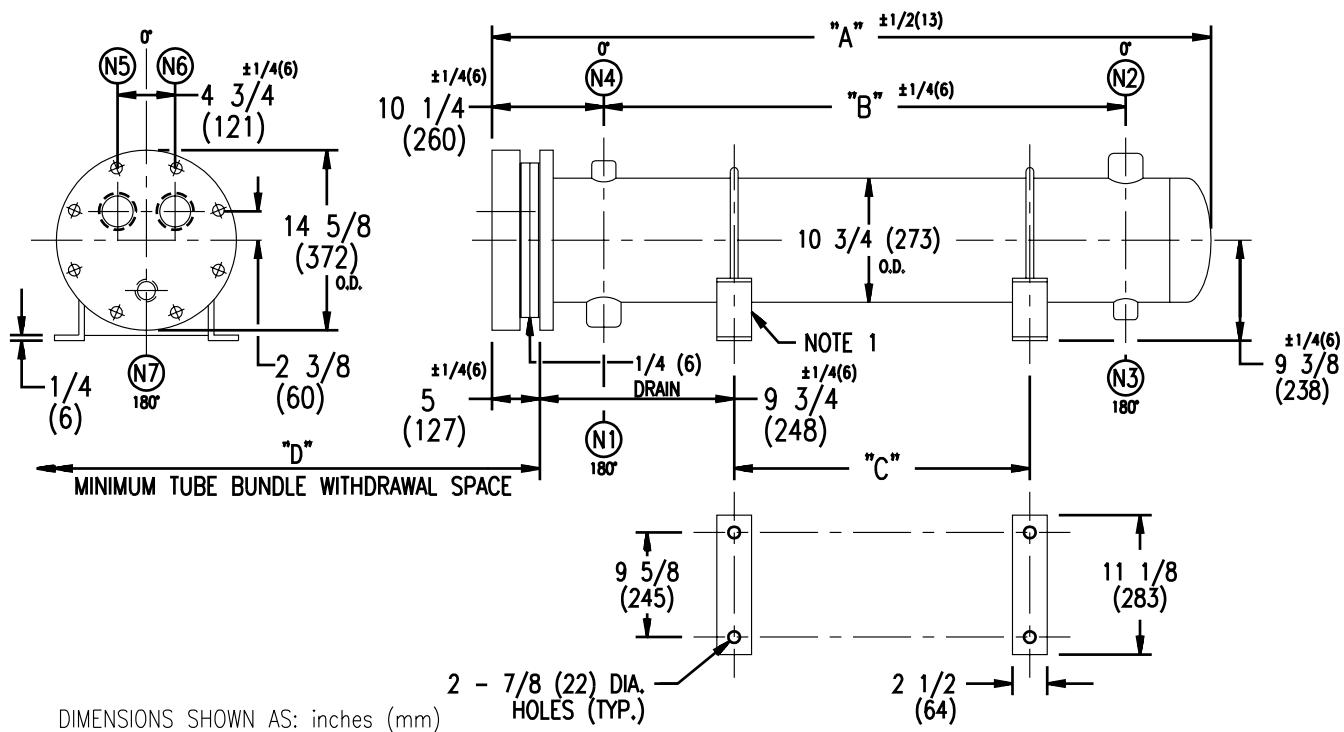 "A" ±1/2(13)
0°
N5 N6
±1/4(6)
4 3/4
(121)
±1/4(6)
10 1/4
(260)
0°
N4
"B" ±1/4(6)
0°
N2
14 5/8
(372)
O.D.
10 3/4 (273)
O.D.
NOTE 1
1/4
(6)
N7
180°
2 3/8
(60)
±1/4(6)
5
(127)
1/4 (6)
DRAIN
±1/4(6)
9 3/4
(248)
N1
180°
N3
180°
±1/4(6)
9 3/8
(238)
"D"
MINIMUM TUBE BUNDLE WITHDRAWAL SPACE
"C"
9 5/8
(245)
11 1/8
(283)
2 - 7/8 (22) DIA.
HOLES (TYP.)
2 1/2
(64)
DIMENSIONS SHOWN AS: inches (mm)